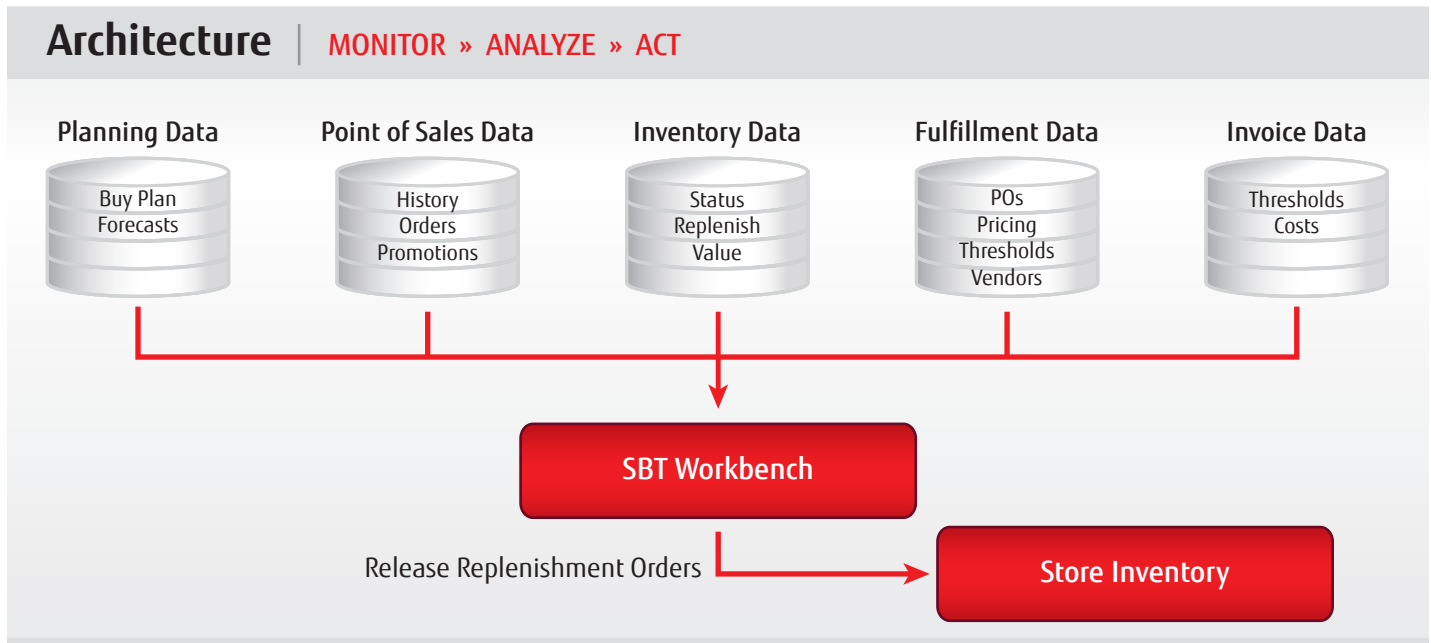 Architecture | MONITOR » ANALYZE » ACT
Planning Data
Buy Plan
Forecasts
Point of Sales Data
History
Orders
Promotions
Inventory Data
Status
Replenish
Value
Fulfillment Data
POs
Pricing
Thresholds
Vendors
Invoice Data
Thresholds
Costs
SBT Workbench
Release Replenishment Orders
Store Inventory